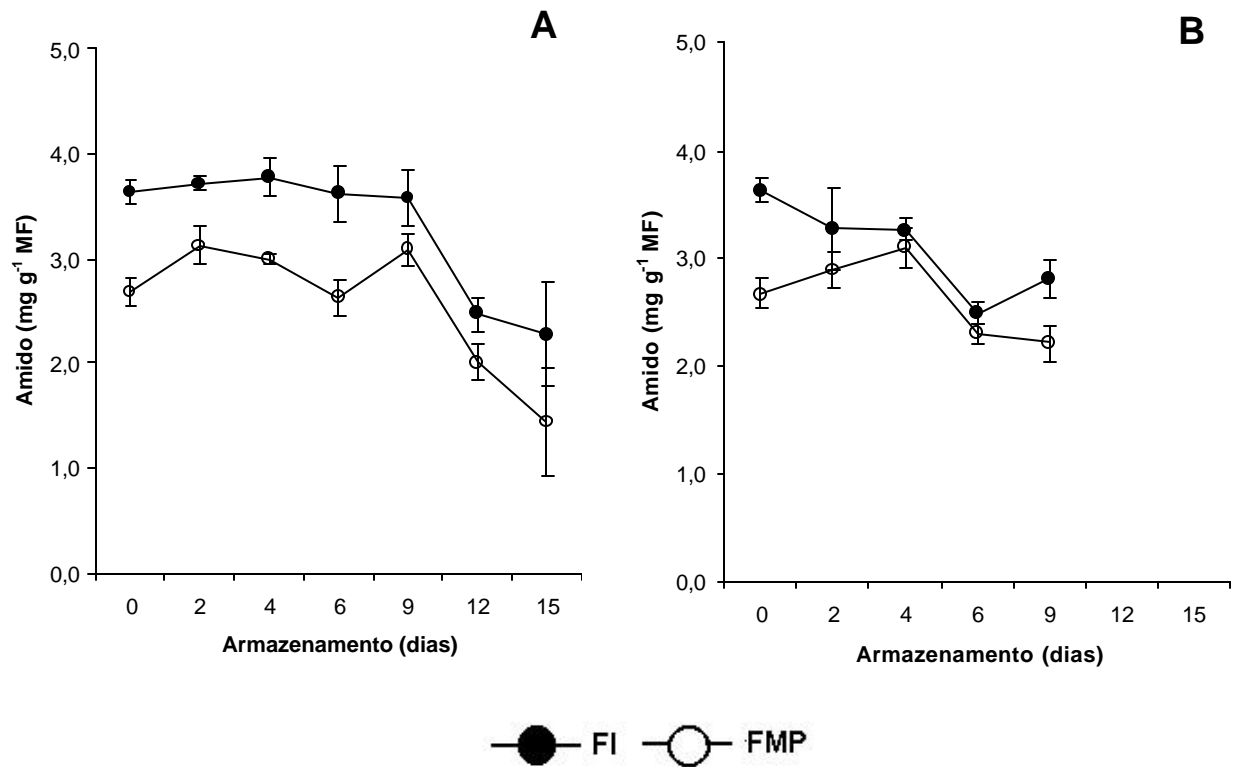 A
5,0
4,0
3,0
2,0
1,0
0,0
Amido (mg g-1 MF)
0 2 4 6 9 12 15
Armazenamento (dias)
B
5,0
4,0
3,0
2,0
1,0
0,0
Amido (mg g-1 MF)
0 2 4 6 9 12 15
Armazenamento (dias)
FI FMP